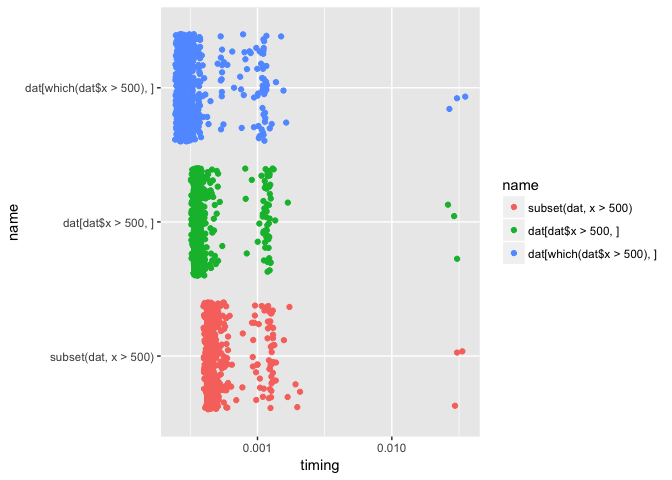 name
dat[which(dat$x > 500), ]
dat[dat$x > 500, ]
subset(dat, x > 500)
0.001
0.010
timing
name
subset(dat, x > 500)
dat[dat$x > 500, ]
dat[which(dat$x > 500), ]